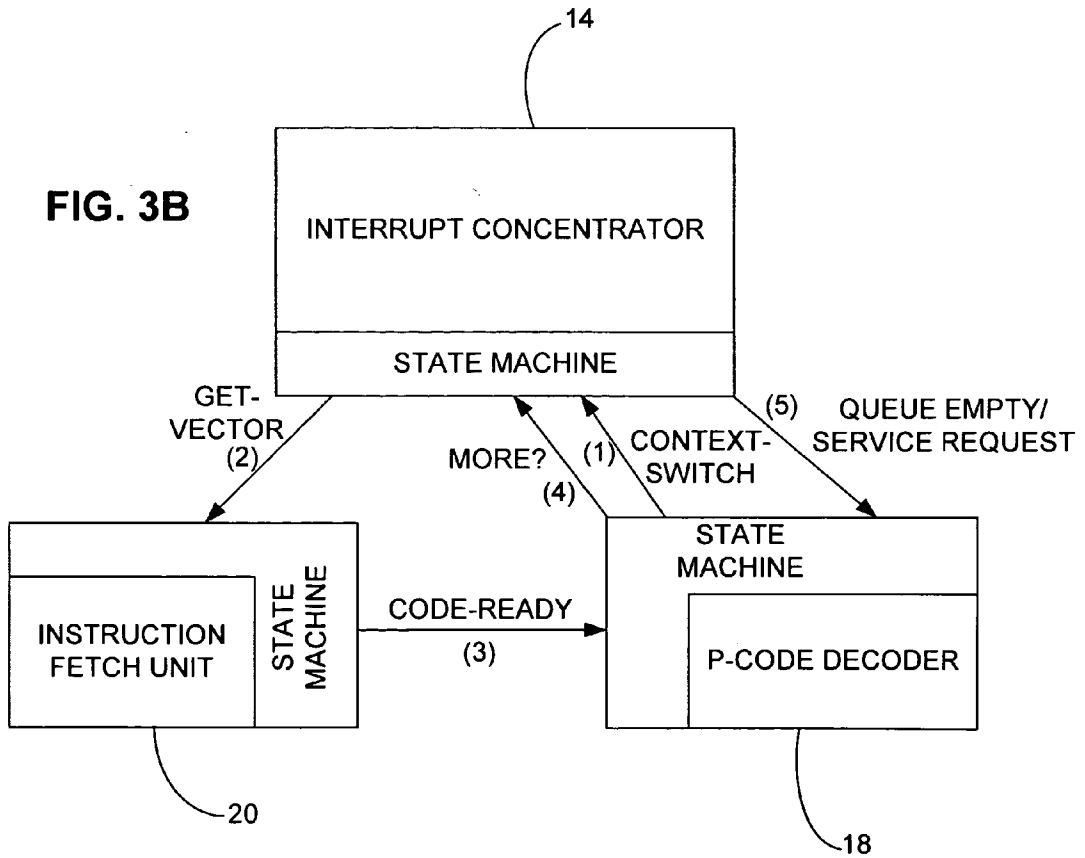 14
FIG. 3B
INTERRUPT CONCENTRATOR
STATE MACHINE
GET-
VECTOR
(2)
MORE?
(4)
(1)
CONTEXT-
SWITCH
(5)
QUEUE EMPTY/
SERVICE REQUEST
STATE
MACHINE
INSTRUCTION
FETCH UNIT
CODE-READY
(3)
STATE
MACHINE
P-CODE DECODER
20
18